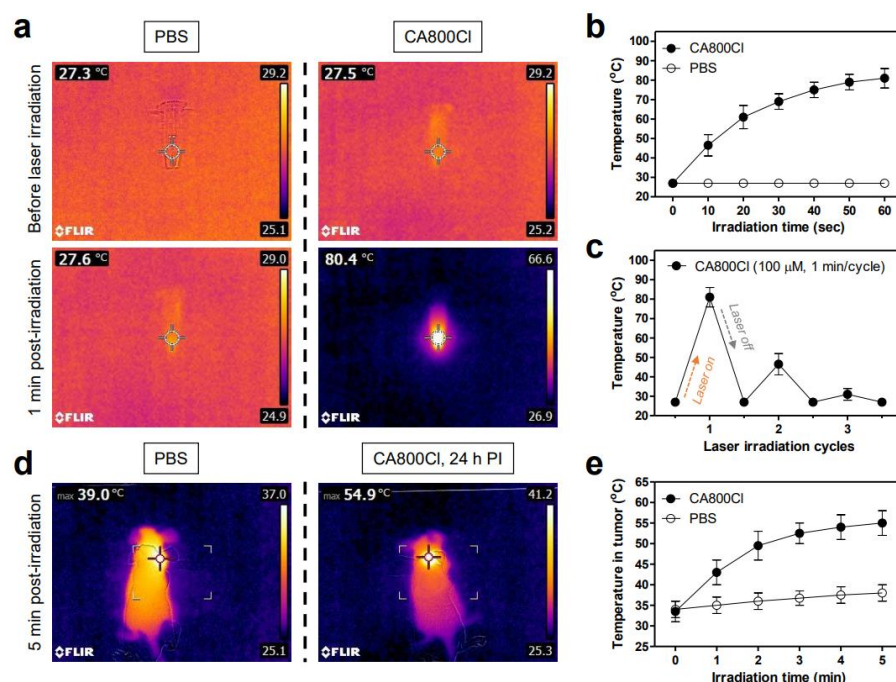 a
PBS
CA800Cl
Before laser irradiation
27.3 °C
29.2
FLIR
25.1
27.5 °C
29.2
FLIR
25.2
1 min post-irradiation
27.6 °C
29.0
FLIR
24.9
80.4 °C
66.6
FLIR
26.9
b
CA800Cl
PBS
Temperature (°C)
100
90
80
70
60
50
40
30
20
0 10 20 30 40 50 60
Irradiation time (sec)
c
CA800Cl (100 µM, 1 min/cycle)
Temperature (°C)
100
90
80
70
60
50
40
30
20
Laser on
Laser off
1 2 3
Laser irradiation cycles
d
PBS
CA800Cl, 24 h PI
5 min post-irradiation
max 39.0 °C
37.0
FLIR
25.1
max 54.9 °C
41.2
FLIR
25.3
e
CA800Cl
PBS
Temperature in tumor (°C)
65
60
55
50
45
40
35
30
25
0 1 2 3 4 5
Irradiation time (min)